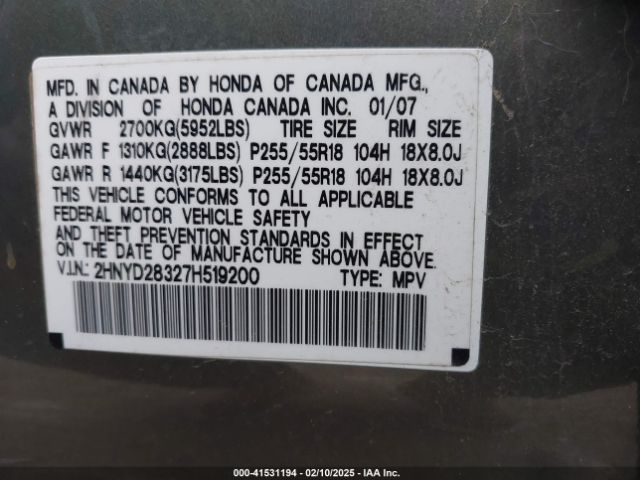 MFD. IN CANADA BY HONDA OF CANADA MFG.,
A DIVISION OF HONDA CANADA INC. 01/07
GVWR 2700KG(5952LBS) TIRE SIZE RIM SIZE
GAWR F 1310KG(2888LBS) P255/55R18 104H 18X8.0J
GAWR R 1440KG(3175LBS) P255/55R18 104H 18X8.0J
THIS VEHICLE CONFORMS TO ALL APPLICABLE
FEDERAL MOTOR VEHICLE SAFETY
AND THEFT PREVENTION STANDARDS IN EFFECT
ON THE DATE OF MANUFACTURE SHOWN ABOVE.
V.I.N.: 2HNYD28327H519200 TYPE: MPV
000-41531194 - 02/10/2025 - IAAI.COM